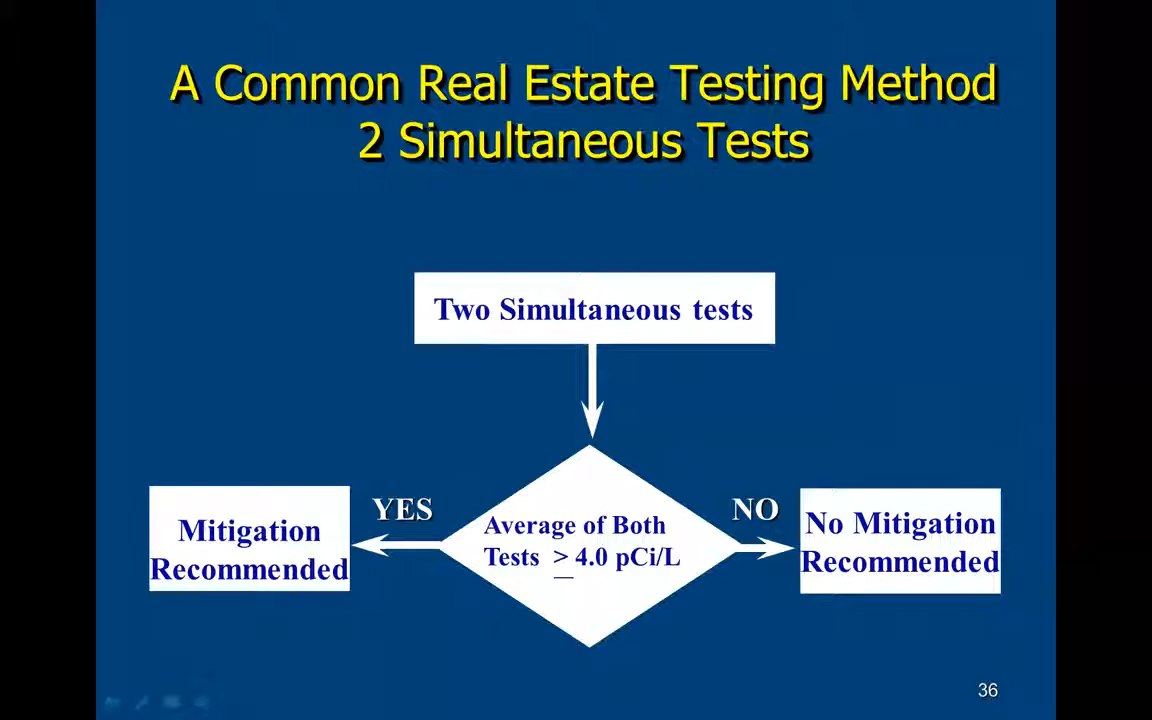 A Common Real Estate Testing Method
2 Simultaneous Tests
Two Simultaneous tests
YES
NO
Mitigation
Recommended
Average of Both
Tests ≥ 4.0 pCi/L
No Mitigation
Recommended
36